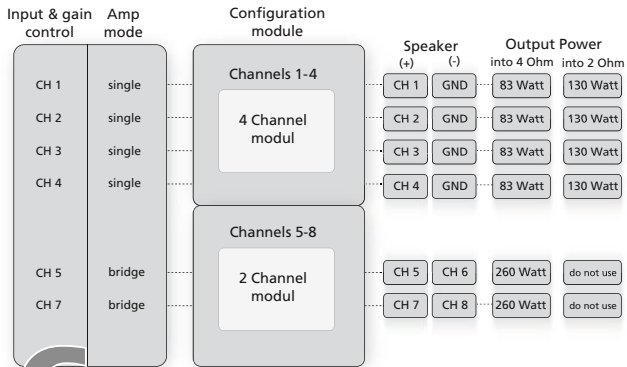 Input & gain control
Amp mode
Configuration module
Speaker
(+) (-)
Output Power
into 4 Ohm into 2 Ohm
Channels 1-4
4 Channel modul
CH 1 single CH 1 GND 83 Watt 130 Watt
CH 2 single CH 2 GND 83 Watt 130 Watt
CH 3 single CH 3 GND 83 Watt 130 Watt
CH 4 single CH 4 GND 83 Watt 130 Watt
Channels 5-8
2 Channel modul
CH 5 bridge CH 5 CH 6 260 Watt do not use
CH 7 bridge CH 7 CH 8 260 Watt do not use